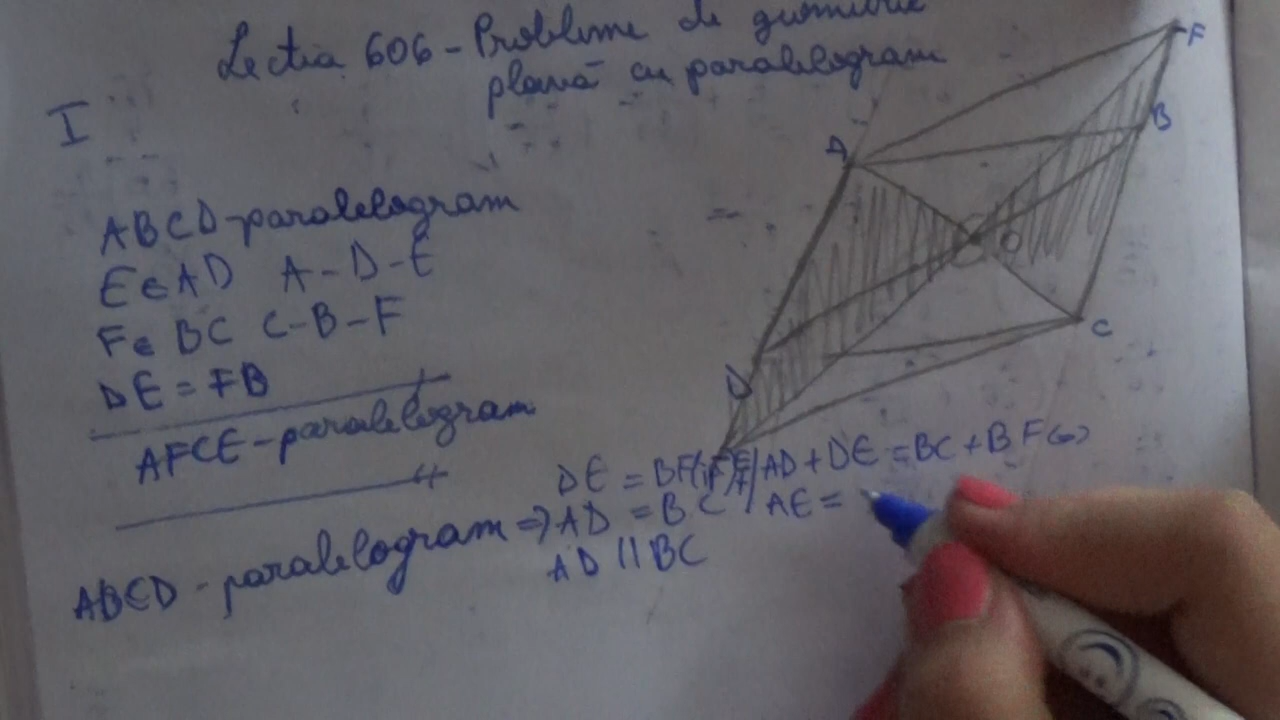 Lectia 606 - Probleme de geometrie
plană cu paralelogram
I
ABCD - paralelogram
E∈AD A-D-E
F∈ BC C-B-F
DE = FB
AFCE - paralelogram
DE = BF AD + DE = BC + BF (=)
ABCD - paralelogram => AD = BC AE =
AD || BC
F
B
A
O
C
D